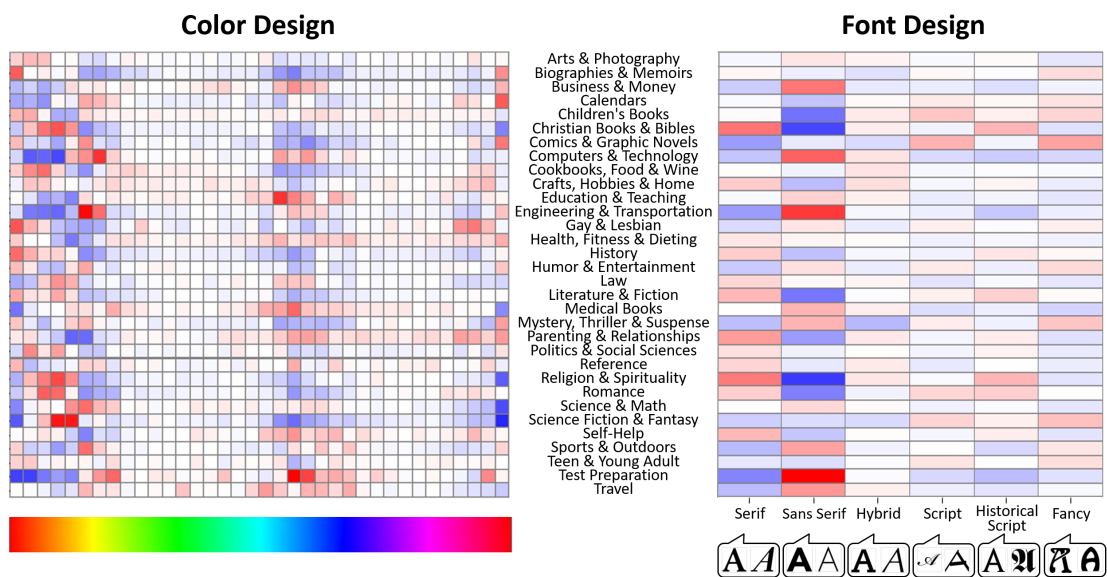 Color Design
Font Design
Arts & Photography
Biographies & Memoirs
Business & Money
Calendars
Children's Books
Christian Books & Bibles
Comics & Graphic Novels
Computers & Technology
Cookbooks, Food & Wine
Crafts, Hobbies & Home
Education & Teaching
Engineering & Transportation
Gay & Lesbian
Health, Fitness & Dieting
History
Humor & Entertainment
Law
Literature & Fiction
Medical Books
Mystery, Thriller & Suspense
Parenting & Relationships
Politics & Social Sciences
Reference
Religion & Spirituality
Romance
Science & Math
Science Fiction & Fantasy
Self-Help
Sports & Outdoors
Teen & Young Adult
Test Preparation
Travel
Serif Sans Serif Hybrid Script Historical Script Fancy
A A A A A A A A A 𝕬 A A